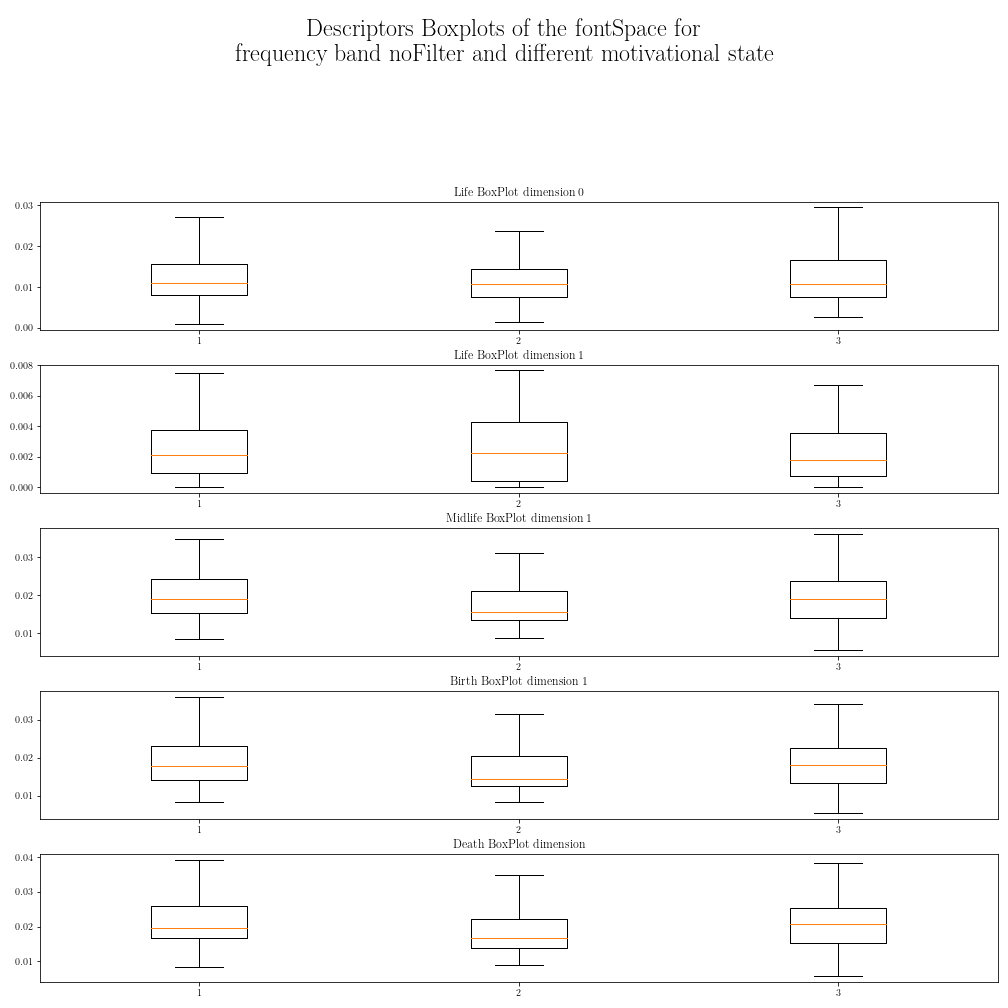 Descriptors Boxplots of the fontSpace for
frequency band noFilter and different motivational state
Life BoxPlot dimension 0
0.03
0.02
0.01
0.00
1 2 3
Life BoxPlot dimension 1
0.008
0.006
0.004
0.002
0.000
1 2 3
Midlife BoxPlot dimension 1
0.03
0.02
0.01
1 2 3
Birth BoxPlot dimension 1
0.03
0.02
0.01
1 2 3
Death BoxPlot dimension
0.04
0.03
0.02
0.01
1 2 3